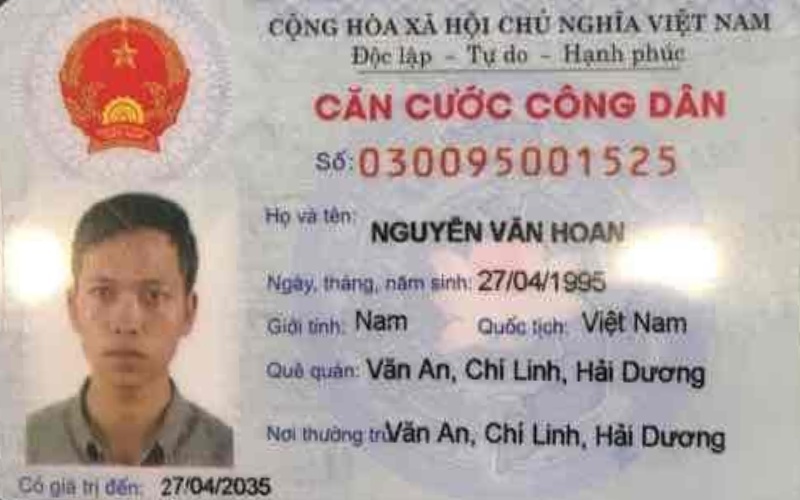 CỘNG HÒA XÃ HỘI CHỦ NGHĨA VIỆT NAM
Độc lập - Tự do - Hạnh phúc
CĂN CƯỚC CÔNG DÂN
Số: 030095001525
Họ và tên: NGUYỄN VĂN HOAN
Ngày, tháng, năm sinh: 27/04/1995
Giới tính: Nam Quốc tịch: Việt Nam
Quê quán: Văn An, Chí Linh, Hải Dương
Nơi thường trú: Văn An, Chí Linh, Hải Dương
Có giá trị đến: 27/04/2035